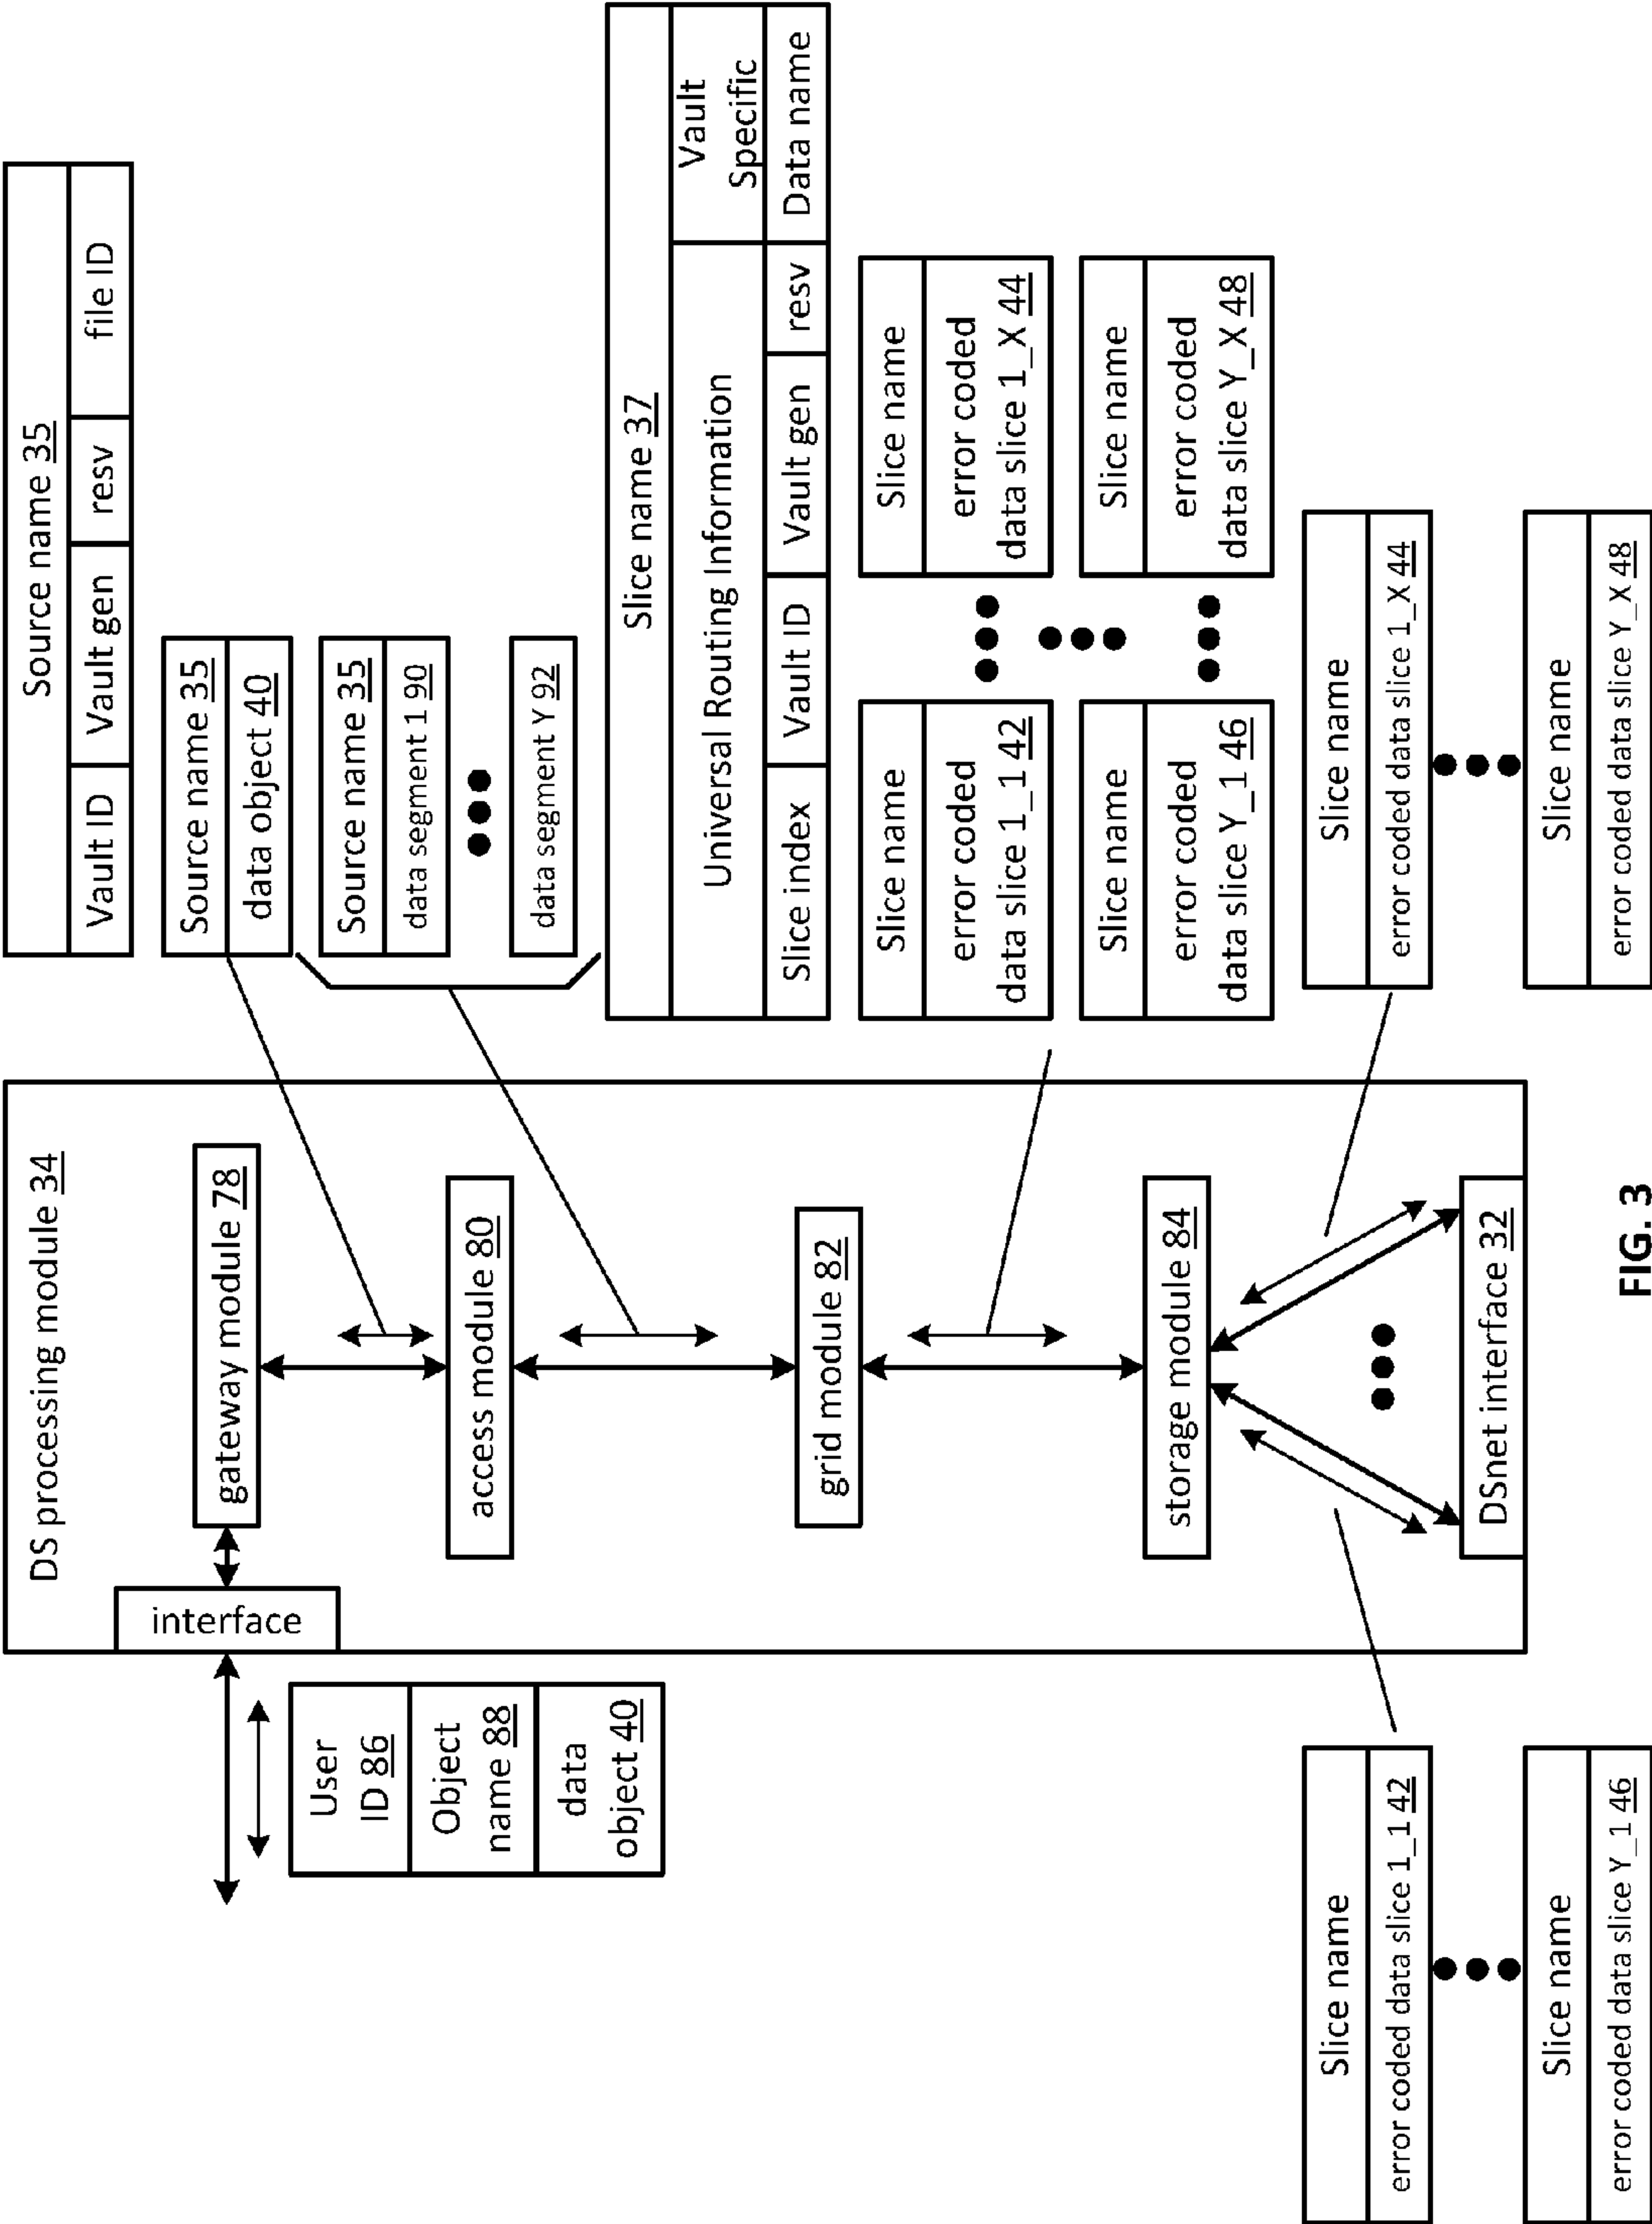 DS processing module 34
interface
gateway module 78
access module 80
grid module 82
storage module 84
DSnet interface 32
User
ID 86
Object
name 88
data
object 40
Source name 35
Vault ID
Vault gen
resv
file ID
Source name 35
data object 40
Source name 35
data segment 1 90
data segment Y 92
Slice name 37
Universal Routing Information
Vault
Specific
Slice index
Vault ID
Vault gen
resv
Data name
Slice name
error coded
data slice 1_1 42
Slice name
error coded
data slice 1_X 44
Slice name
error coded
data slice Y_1 46
Slice name
error coded
data slice Y_X 48
Slice name
error coded data slice 1_1 42
Slice name
error coded data slice Y_1 46
Slice name
error coded data slice 1_X 44
Slice name
error coded data slice Y_X 48
FIG. 3